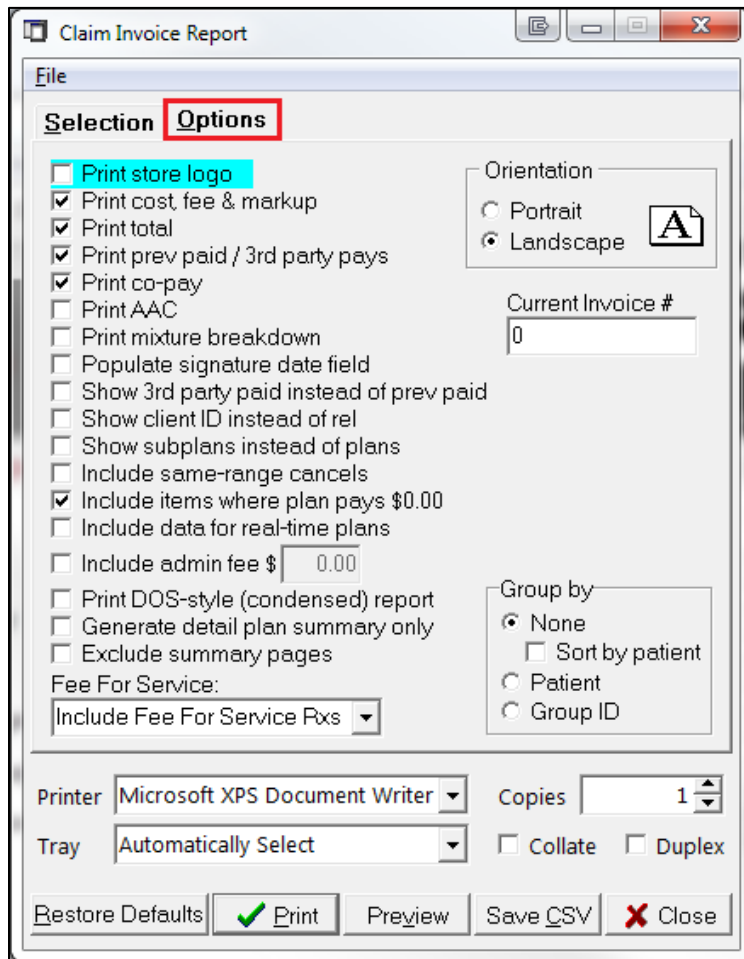 Claim Invoice Report
File
Selection Options
Print store logo
Print cost, fee & markup
Print total
Print prev paid / 3rd party pays
Print co-pay
Print AAC
Print mixture breakdown
Populate signature date field
Show 3rd party paid instead of prev paid
Show client ID instead of rel
Show subplans instead of plans
Include same-range cancels
Include items where plan pays $0.00
Include data for real-time plans
Include admin fee $ 0.00
Print DOS-style (condensed) report
Generate detail plan summary only
Exclude summary pages
Fee For Service:
Include Fee For Service Rxs
Orientation
Portrait
Landscape
A
Current Invoice #
0
Group by
None
Sort by patient
Patient
Group ID
Printer Microsoft XPS Document Writer Copies 1
Tray Automatically Select Collate Duplex
Restore Defaults Print Preview Save CSV Close